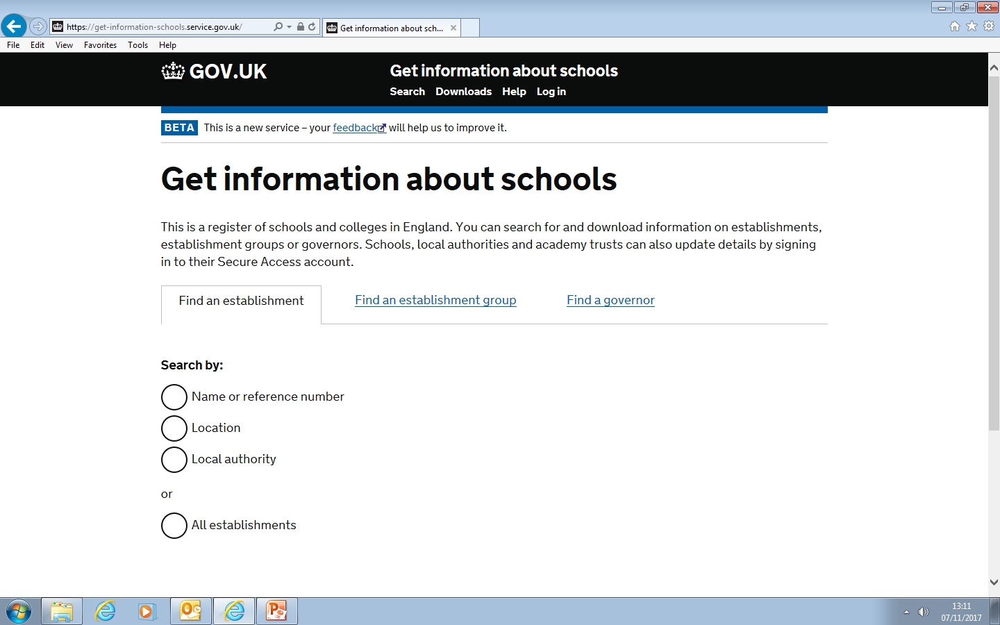 https://get-information-schools.service.gov.uk/
Get information about sch...
File Edit View Favorites Tools Help
GOV.UK
Get information about schools
Search Downloads Help Log in
BETA This is a new service – your feedback will help us to improve it.
Get information about schools
This is a register of schools and colleges in England. You can search for and download information on establishments,
establishment groups or governors. Schools, local authorities and academy trusts can also update details by signing
in to their Secure Access account.
Find an establishment Find an establishment group Find a governor
Search by:
Name or reference number
Location
Local authority
or
All establishments
13:11
07/11/2017